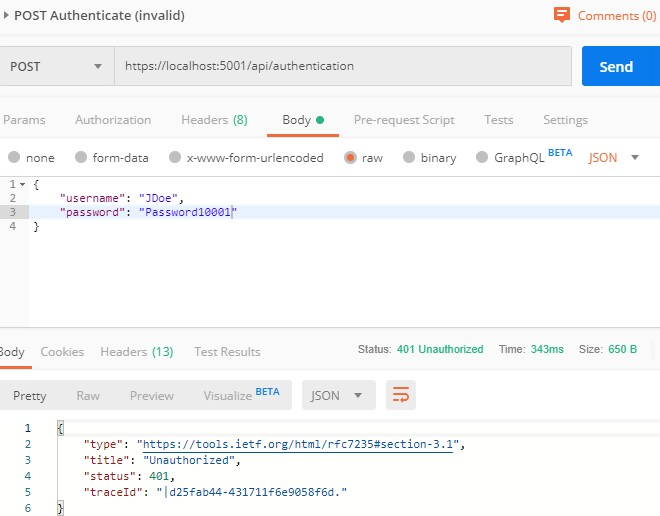 POST Authenticate (invalid)
Comments (0)
POST
https://localhost:5001/api/authentication
Send
Params Authorization Headers (8) Body Pre-request Script Tests Settings
none form-data x-www-form-urlencoded raw binary GraphQL BETA JSON
1 {
2 "username": "JDoe",
3 "password": "Password10001"
4 }
Body Cookies Headers (13) Test Results Status: 401 Unauthorized Time: 343ms Size: 650 B
Pretty Raw Preview Visualize BETA JSON
1 {
2 "type": "https://tools.ietf.org/html/rfc7235#section-3.1",
3 "title": "Unauthorized",
4 "status": 401,
5 "traceId": "|d25fab44-431711f6e9058f6d."
6 }